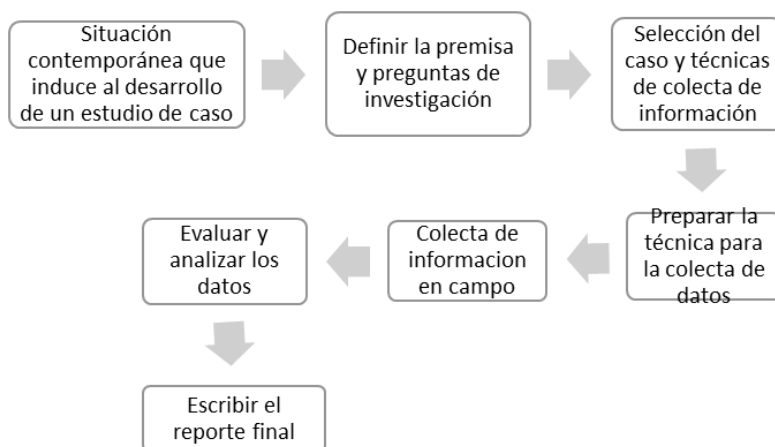 Situación
contemporánea que
induce al desarrollo
de un estudio de caso
Definir la premisa
y preguntas de
investigación
Selección del
caso y técnicas
de colecta de
información
Preparar la
técnica para
la colecta de
datos
Colecta de
informacion
en campo
Evaluar y
analizar los
datos
Escribir el
reporte final